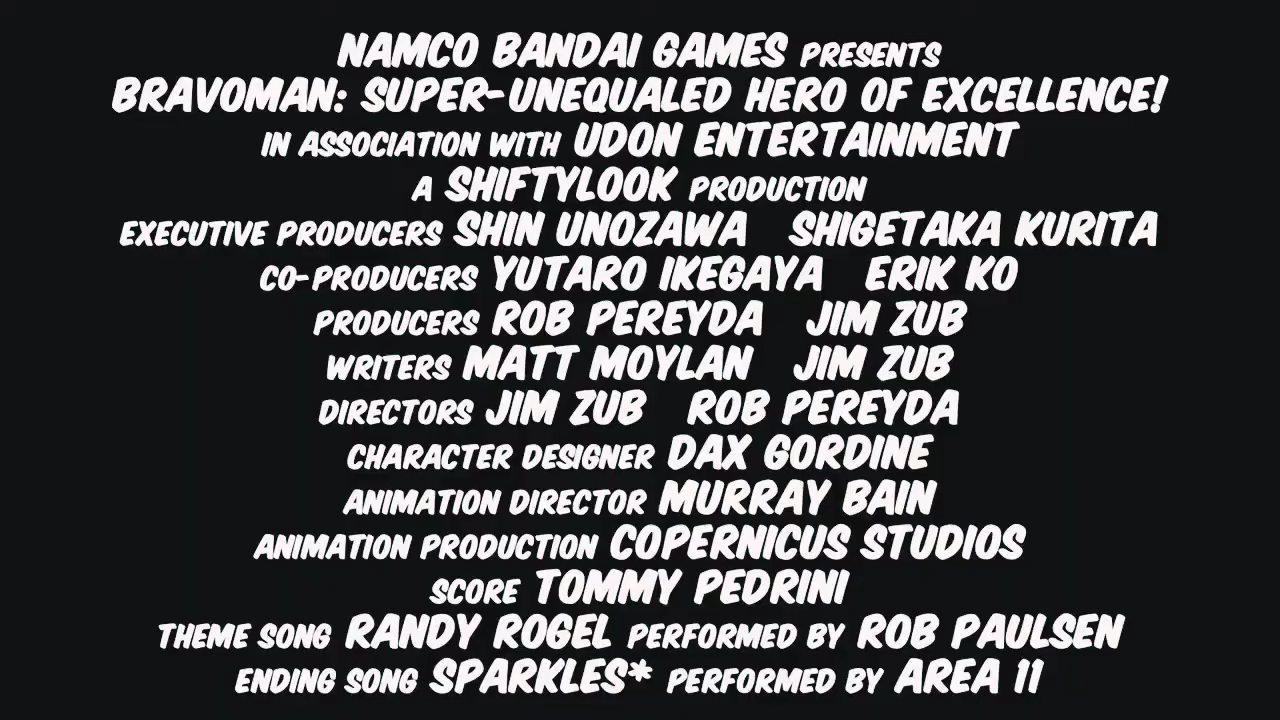 NAMCO BANDAI GAMES PRESENTS
BRAVOMAN: SUPER-UNEQUALED HERO OF EXCELLENCE!
IN ASSOCIATION WITH UDON ENTERTAINMENT
A SHIFTYLOOK PRODUCTION
EXECUTIVE PRODUCERS SHIN UNOZAWA SHIGETAKA KURITA
CO-PRODUCERS YUTARO IKEGAYA ERIK KO
PRODUCERS ROB PEREYDA JIM ZUB
WRITERS MATT MOYLAN JIM ZUB
DIRECTORS JIM ZUB ROB PEREYDA
CHARACTER DESIGNER DAX GORDINE
ANIMATION DIRECTOR MURRAY BAIN
ANIMATION PRODUCTION COPERNICUS STUDIOS
SCORE TOMMY PEDRINI
THEME SONG RANDY ROGEL PERFORMED BY ROB PAULSEN
ENDING SONG SPARKLES* PERFORMED BY AREA 11